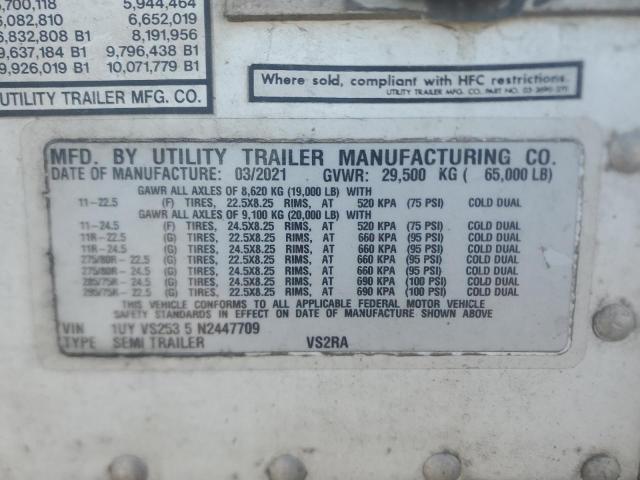 5,944,464
6,082,810 6,652,019
6,832,808 B1 8,191,956
9,637,184 B1 9,796,438 B1
9,926,019 B1 10,071,779 B1
UTILITY TRAILER MFG. CO.
Where sold, compliant with HFC restrictions.
UTILITY TRAILER MFG. CO. PART NO.
MFD. BY UTILITY TRAILER MANUFACTURING CO.
DATE OF MANUFACTURE: 03/2021 GVWR: 29,500 KG ( 65,000 LB)
GAWR ALL AXLES OF 8,620 KG (19,000 LB) WITH
11-22.5 (F) TIRES, 22.5X8.25 RIMS, AT 520 KPA (75 PSI) COLD DUAL
GAWR ALL AXLES OF 9,100 KG (20,000 LB) WITH
11-24.5 (F) TIRES, 24.5X8.25 RIMS, AT 520 KPA (75 PSI) COLD DUAL
11R-22.5 (G) TIRES, 22.5X8.25 RIMS, AT 660 KPA (95 PSI) COLD DUAL
11R-24.5 (G) TIRES, 24.5X8.25 RIMS, AT 660 KPA (95 PSI) COLD DUAL
275/80R-22.5 (G) TIRES, 22.5X8.25 RIMS, AT 660 KPA (95 PSI) COLD DUAL
275/80R-24.5 (G) TIRES, 24.5X8.25 RIMS, AT 660 KPA (95 PSI) COLD DUAL
285/75R-24.5 (G) TIRES, 24.5X8.25 RIMS, AT 690 KPA (100 PSI) COLD DUAL
295/75R-22.5 (G) TIRES, 22.5X8.25 RIMS, AT 690 KPA (100 PSI) COLD DUAL
THIS VEHICLE CONFORMS TO ALL APPLICABLE FEDERAL MOTOR VEHICLE
SAFETY STANDARDS IN EFFECT ON DATE OF MANUFACTURE SHOWN ABOVE
VIN 1UY VS253 5 N2447709
TYPE SEMI TRAILER VS2RA